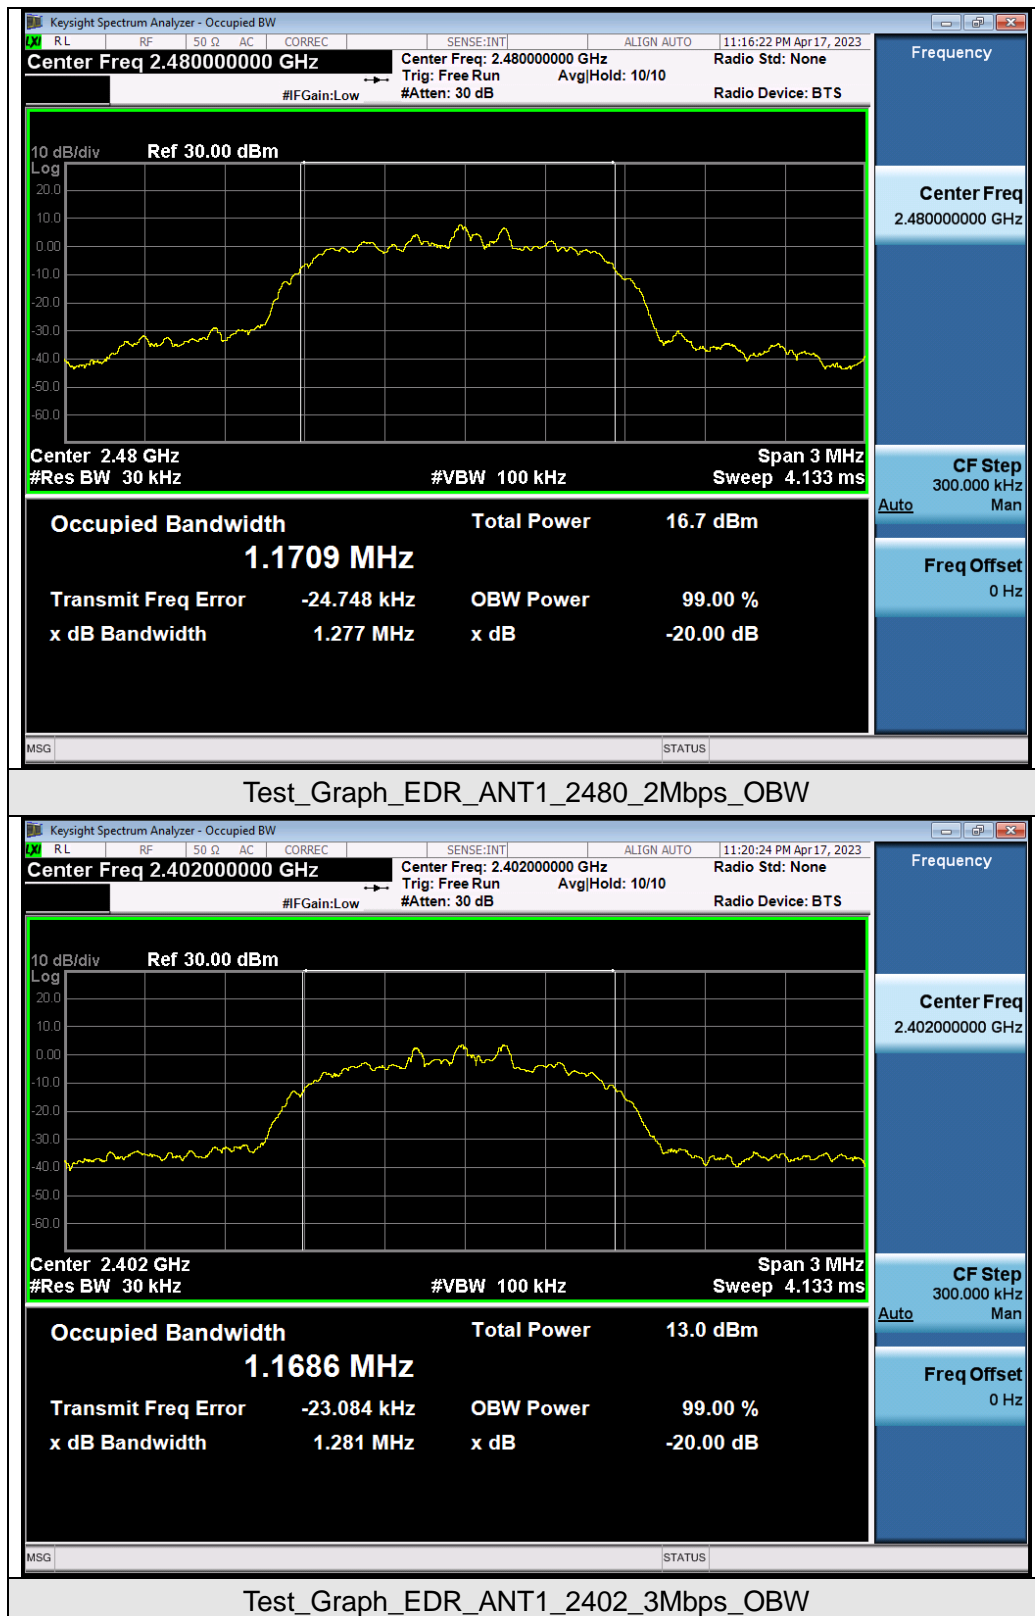 Keysight Spectrum Analyzer - Occupied BW
LXI RL RF 50 Ω AC CORREC SENSE:INT ALIGN AUTO 11:16:22 PM Apr 17, 2023
Center Freq 2.480000000 GHz
Center Freq: 2.480000000 GHz Radio Std: None
Trig: Free Run Avg|Hold: 10/10
#IFGain:Low #Atten: 30 dB Radio Device: BTS
Frequency
10 dB/div Ref 30.00 dBm
Log
20.0
10.0
0.00
-10.0
-20.0
-30.0
-40.0
-50.0
-60.0
Center 2.48 GHz Span 3 MHz
#Res BW 30 kHz #VBW 100 kHz Sweep 4.133 ms
Center Freq
2.480000000 GHz
CF Step
300.000 kHz
Auto Man
Freq Offset
0 Hz
Occupied Bandwidth Total Power 16.7 dBm
1.1709 MHz
Transmit Freq Error -24.748 kHz OBW Power 99.00 %
x dB Bandwidth 1.277 MHz x dB -20.00 dB
MSG STATUS
Test_Graph_EDR_ANT1_2480_2Mbps_OBW
Keysight Spectrum Analyzer - Occupied BW
LXI RL RF 50 Ω AC CORREC SENSE:INT ALIGN AUTO 11:20:24 PM Apr 17, 2023
Center Freq 2.402000000 GHz
Center Freq: 2.402000000 GHz Radio Std: None
Trig: Free Run Avg|Hold: 10/10
#IFGain:Low #Atten: 30 dB Radio Device: BTS
Frequency
10 dB/div Ref 30.00 dBm
Log
20.0
10.0
0.00
-10.0
-20.0
-30.0
-40.0
-50.0
-60.0
Center 2.402 GHz Span 3 MHz
#Res BW 30 kHz #VBW 100 kHz Sweep 4.133 ms
Center Freq
2.402000000 GHz
CF Step
300.000 kHz
Auto Man
Freq Offset
0 Hz
Occupied Bandwidth Total Power 13.0 dBm
1.1686 MHz
Transmit Freq Error -23.084 kHz OBW Power 99.00 %
x dB Bandwidth 1.281 MHz x dB -20.00 dB
MSG STATUS
Test_Graph_EDR_ANT1_2402_3Mbps_OBW